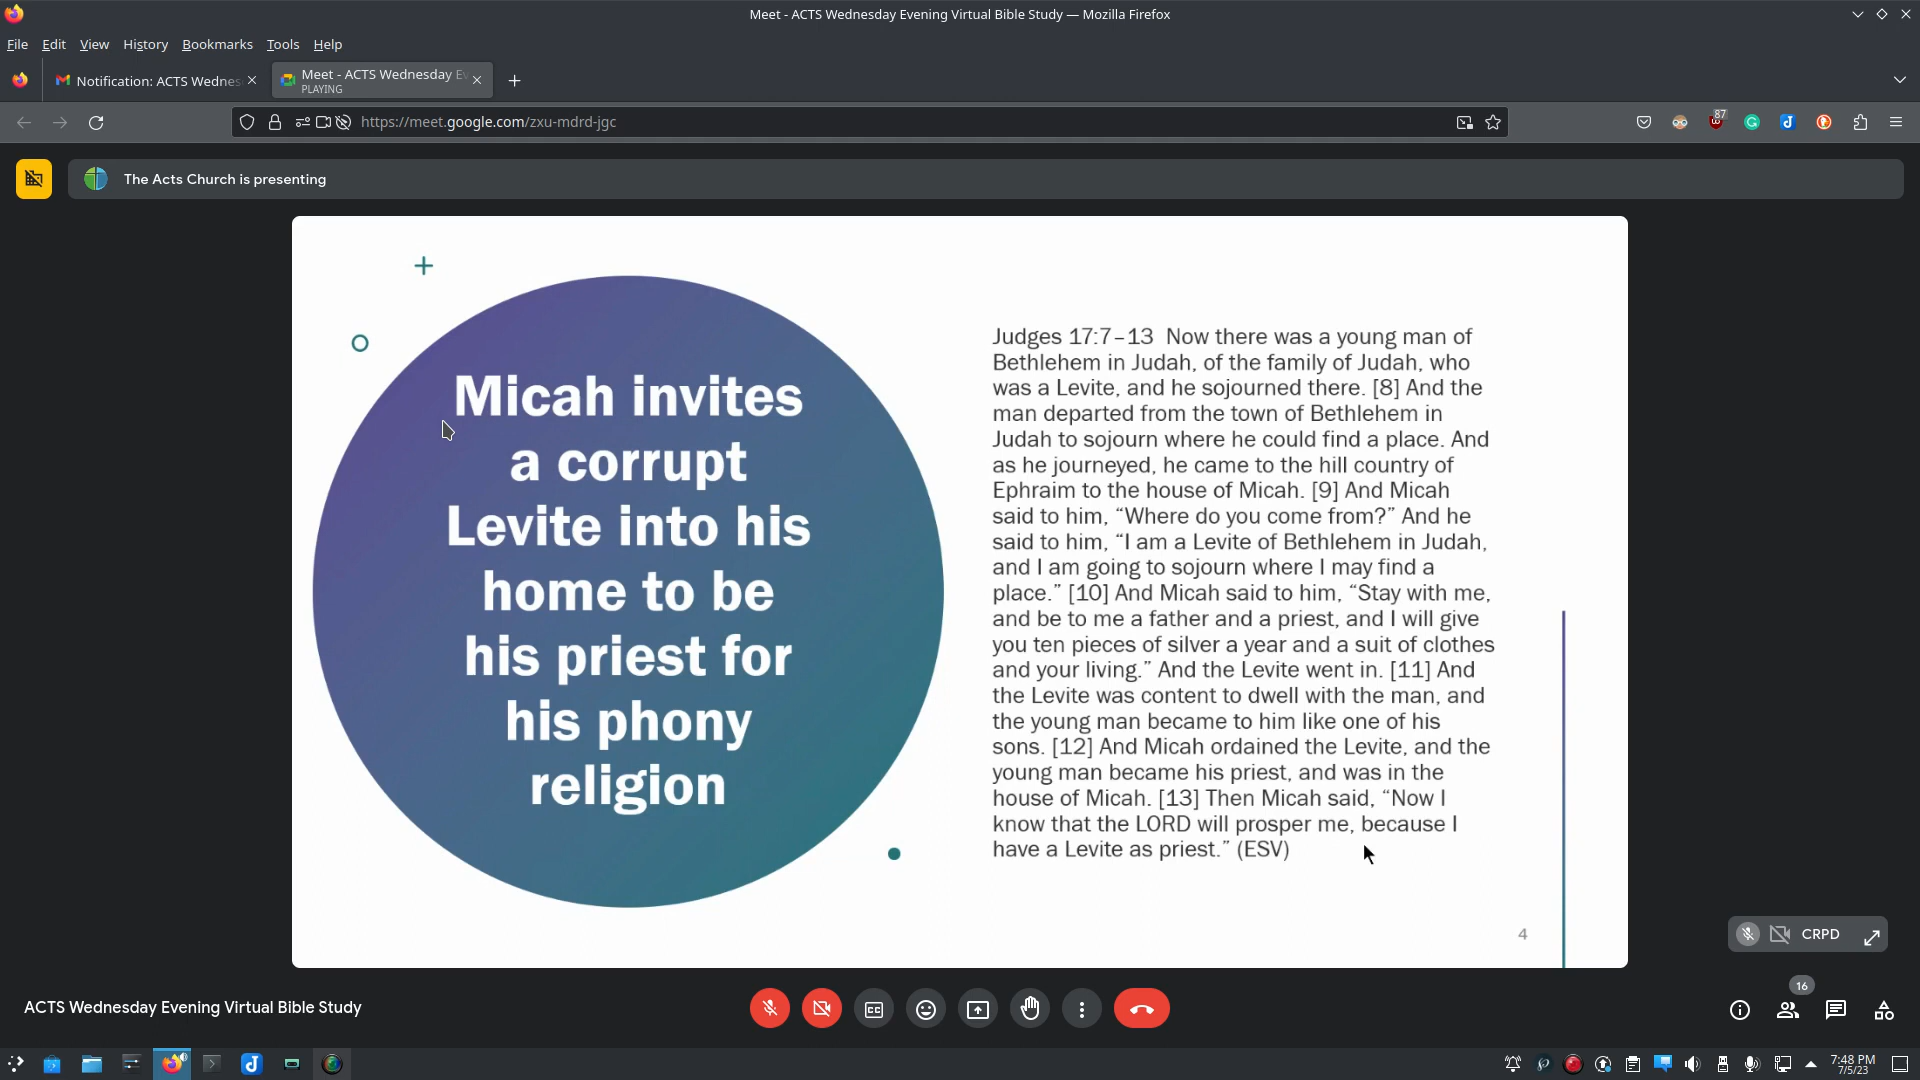 Meet - ACTS Wednesday Evening Virtual Bible Study — Mozilla Firefox
File Edit View History Bookmarks Tools Help
Notification: ACTS Wednes
Meet - ACTS Wednesday Ev
PLAYING
https://meet.google.com/zxu-mdrd-jgc
87
The Acts Church is presenting
Micah invites
a corrupt
Levite into his
home to be
his priest for
his phony
religion
Judges 17:7–13 Now there was a young man of
Bethlehem in Judah, of the family of Judah, who
was a Levite, and he sojourned there. [8] And the
man departed from the town of Bethlehem in
Judah to sojourn where he could find a place. And
as he journeyed, he came to the hill country of
Ephraim to the house of Micah. [9] And Micah
said to him, “Where do you come from?” And he
said to him, “I am a Levite of Bethlehem in Judah,
and I am going to sojourn where I may find a
place.” [10] And Micah said to him, “Stay with me,
and be to me a father and a priest, and I will give
you ten pieces of silver a year and a suit of clothes
and your living.” And the Levite went in. [11] And
the Levite was content to dwell with the man, and
the young man became to him like one of his
sons. [12] And Micah ordained the Levite, and the
young man became his priest, and was in the
house of Micah. [13] Then Micah said, “Now I
know that the LORD will prosper me, because I
have a Levite as priest.” (ESV)
4
CRPD
ACTS Wednesday Evening Virtual Bible Study
16
7:48 PM
7/5/23